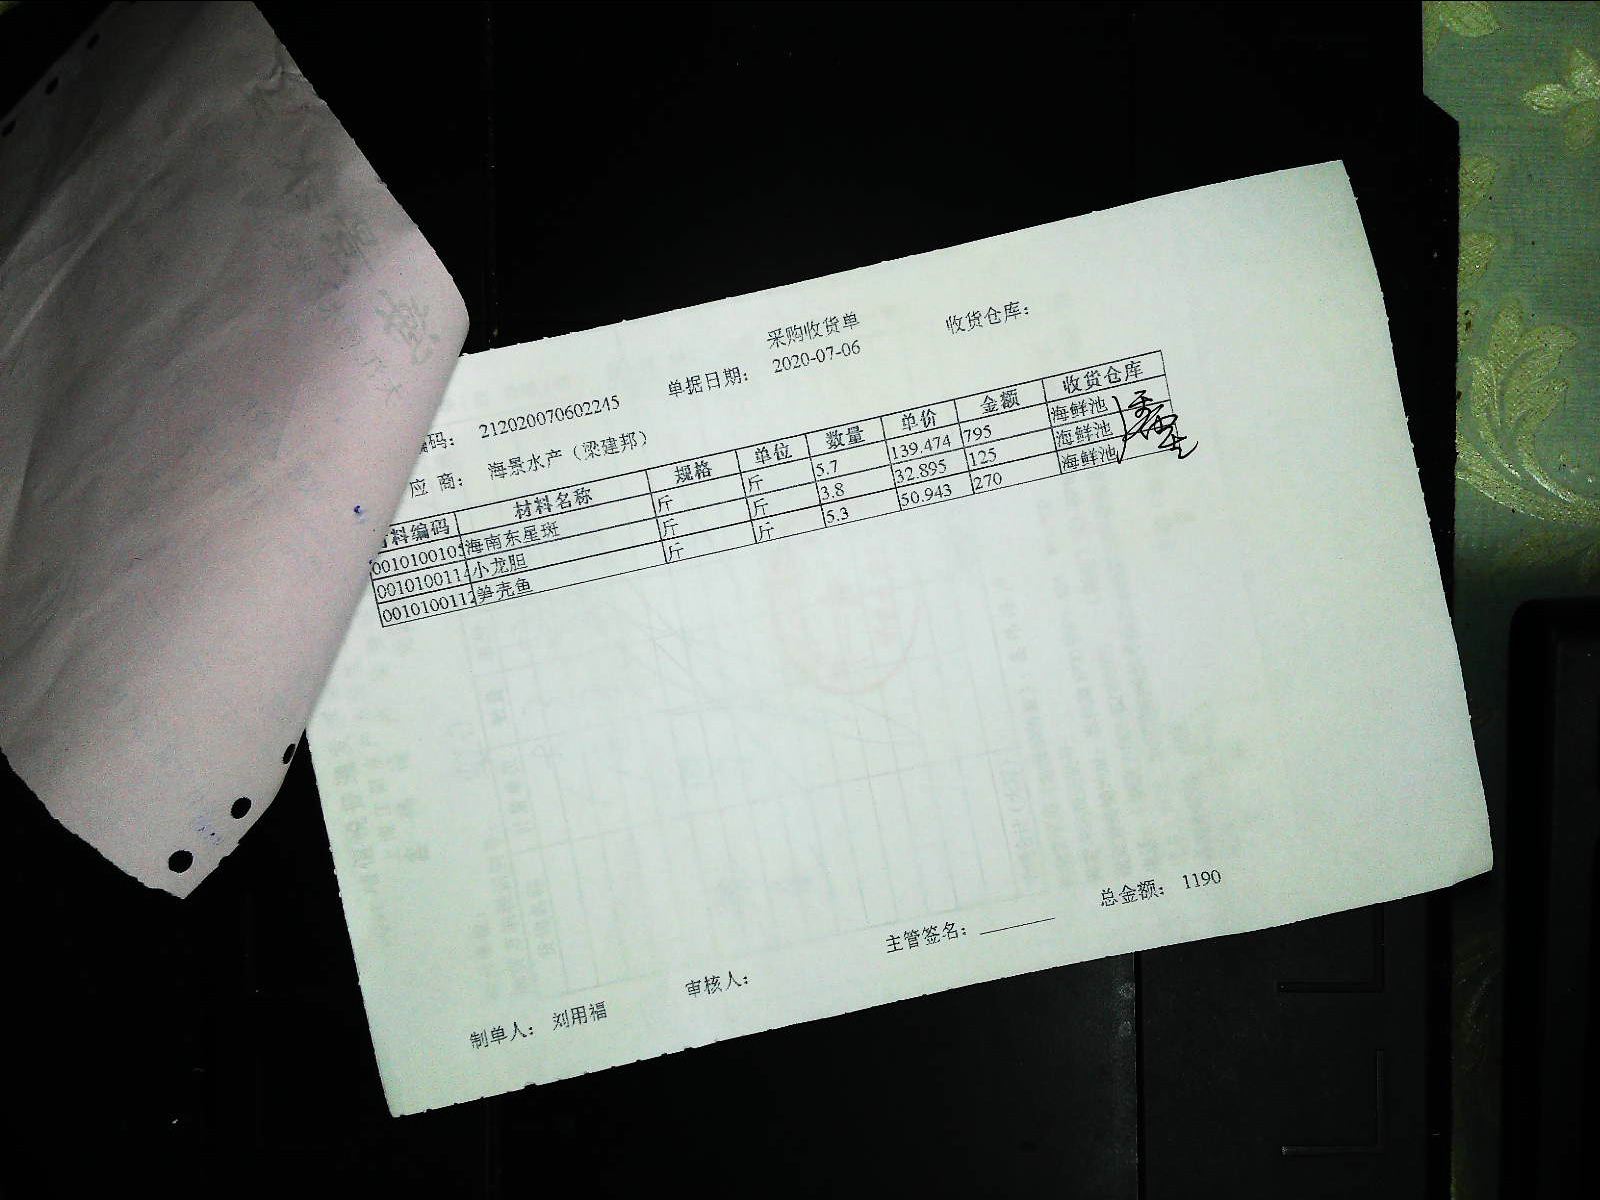 采购收货单
收货仓库：
码： 212020070602245 单据日期： 2020-07-06
应 商： 海景水产（梁建邦）
料编码 材料名称 规格 单位 数量 单价 金额 收货仓库
0010100105 海南东星斑 斤 斤 5.7 139.474 795 海鲜池
001010011 小龙胆 斤 斤 3.8 32.895 125 海鲜池
001010011 笋壳鱼 斤 斤 5.3 50.943 270 海鲜池
制单人： 刘用福 审核人： 主管签名： 总金额： 1190